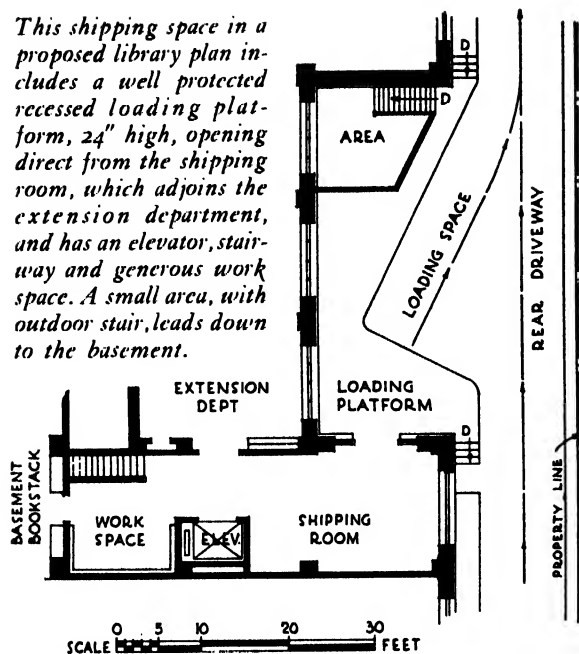 This shipping space in a
proposed library plan in-
cludes a well protected
recessed loading plat-
form, 24" high, opening
direct from the shipping
room, which adjoins the
extension department,
and has an elevator, stair-
way and generous work
space. A small area, with
outdoor stair, leads down
to the basement.
D
D
AREA
LOADING SPACE
REAR DRIVEWAY
EXTENSION
DEPT
LOADING
PLATFORM
D
BASEMENT
BOOKSTACK
WORK
SPACE
ELEV.
SHIPPING
ROOM
PROPERTY LINE
SCALE 0 5 10 20 30 FEET